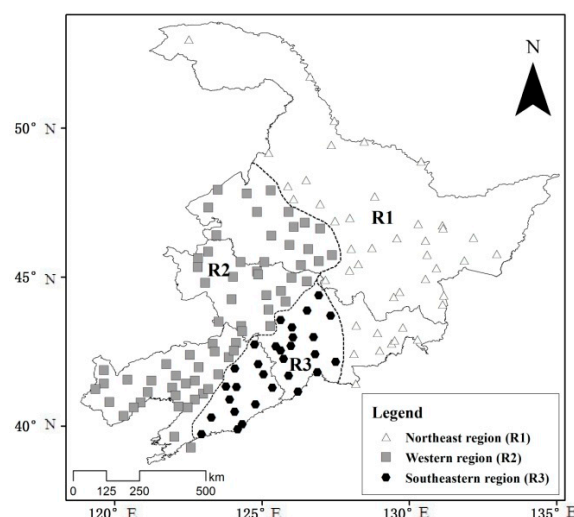 N
50° N
R1
R2
45° N
R3
40° N
Legend
Northeast region (R1)
Western region (R2)
Southeastern region (R3)
0 125 250 500
km
120° E 125° E 130° E 135° E